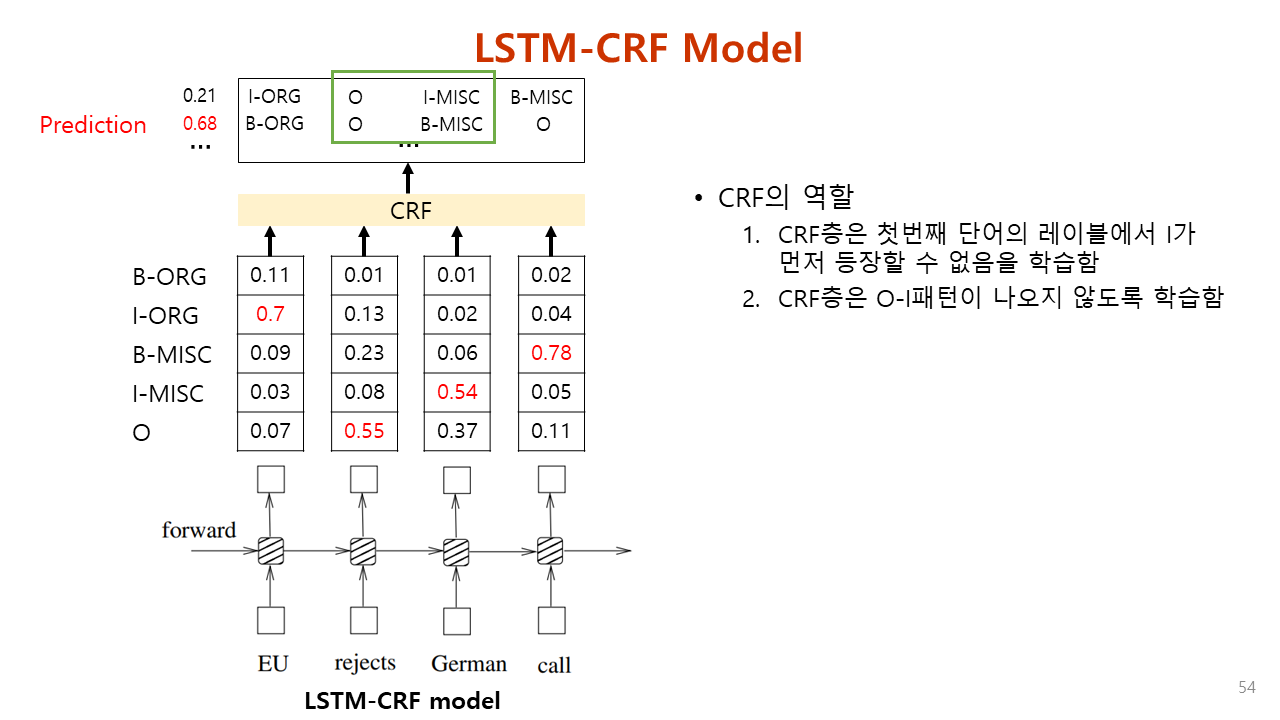 LSTM-CRF Model
0.21 I-ORG O I-MISC B-MISC
Prediction 0.68 B-ORG O B-MISC O
... ...
CRF
B-ORG 0.11 0.01 0.01 0.02
I-ORG 0.7 0.13 0.02 0.04
B-MISC 0.09 0.23 0.06 0.78
I-MISC 0.03 0.08 0.54 0.05
O 0.07 0.55 0.37 0.11
forward
EU rejects German call
LSTM-CRF model
• CRF의 역할
1. CRF층은 첫번째 단어의 레이블에서 I가
먼저 등장할 수 없음을 학습함
2. CRF층은 O-I패턴이 나오지 않도록 학습함
54